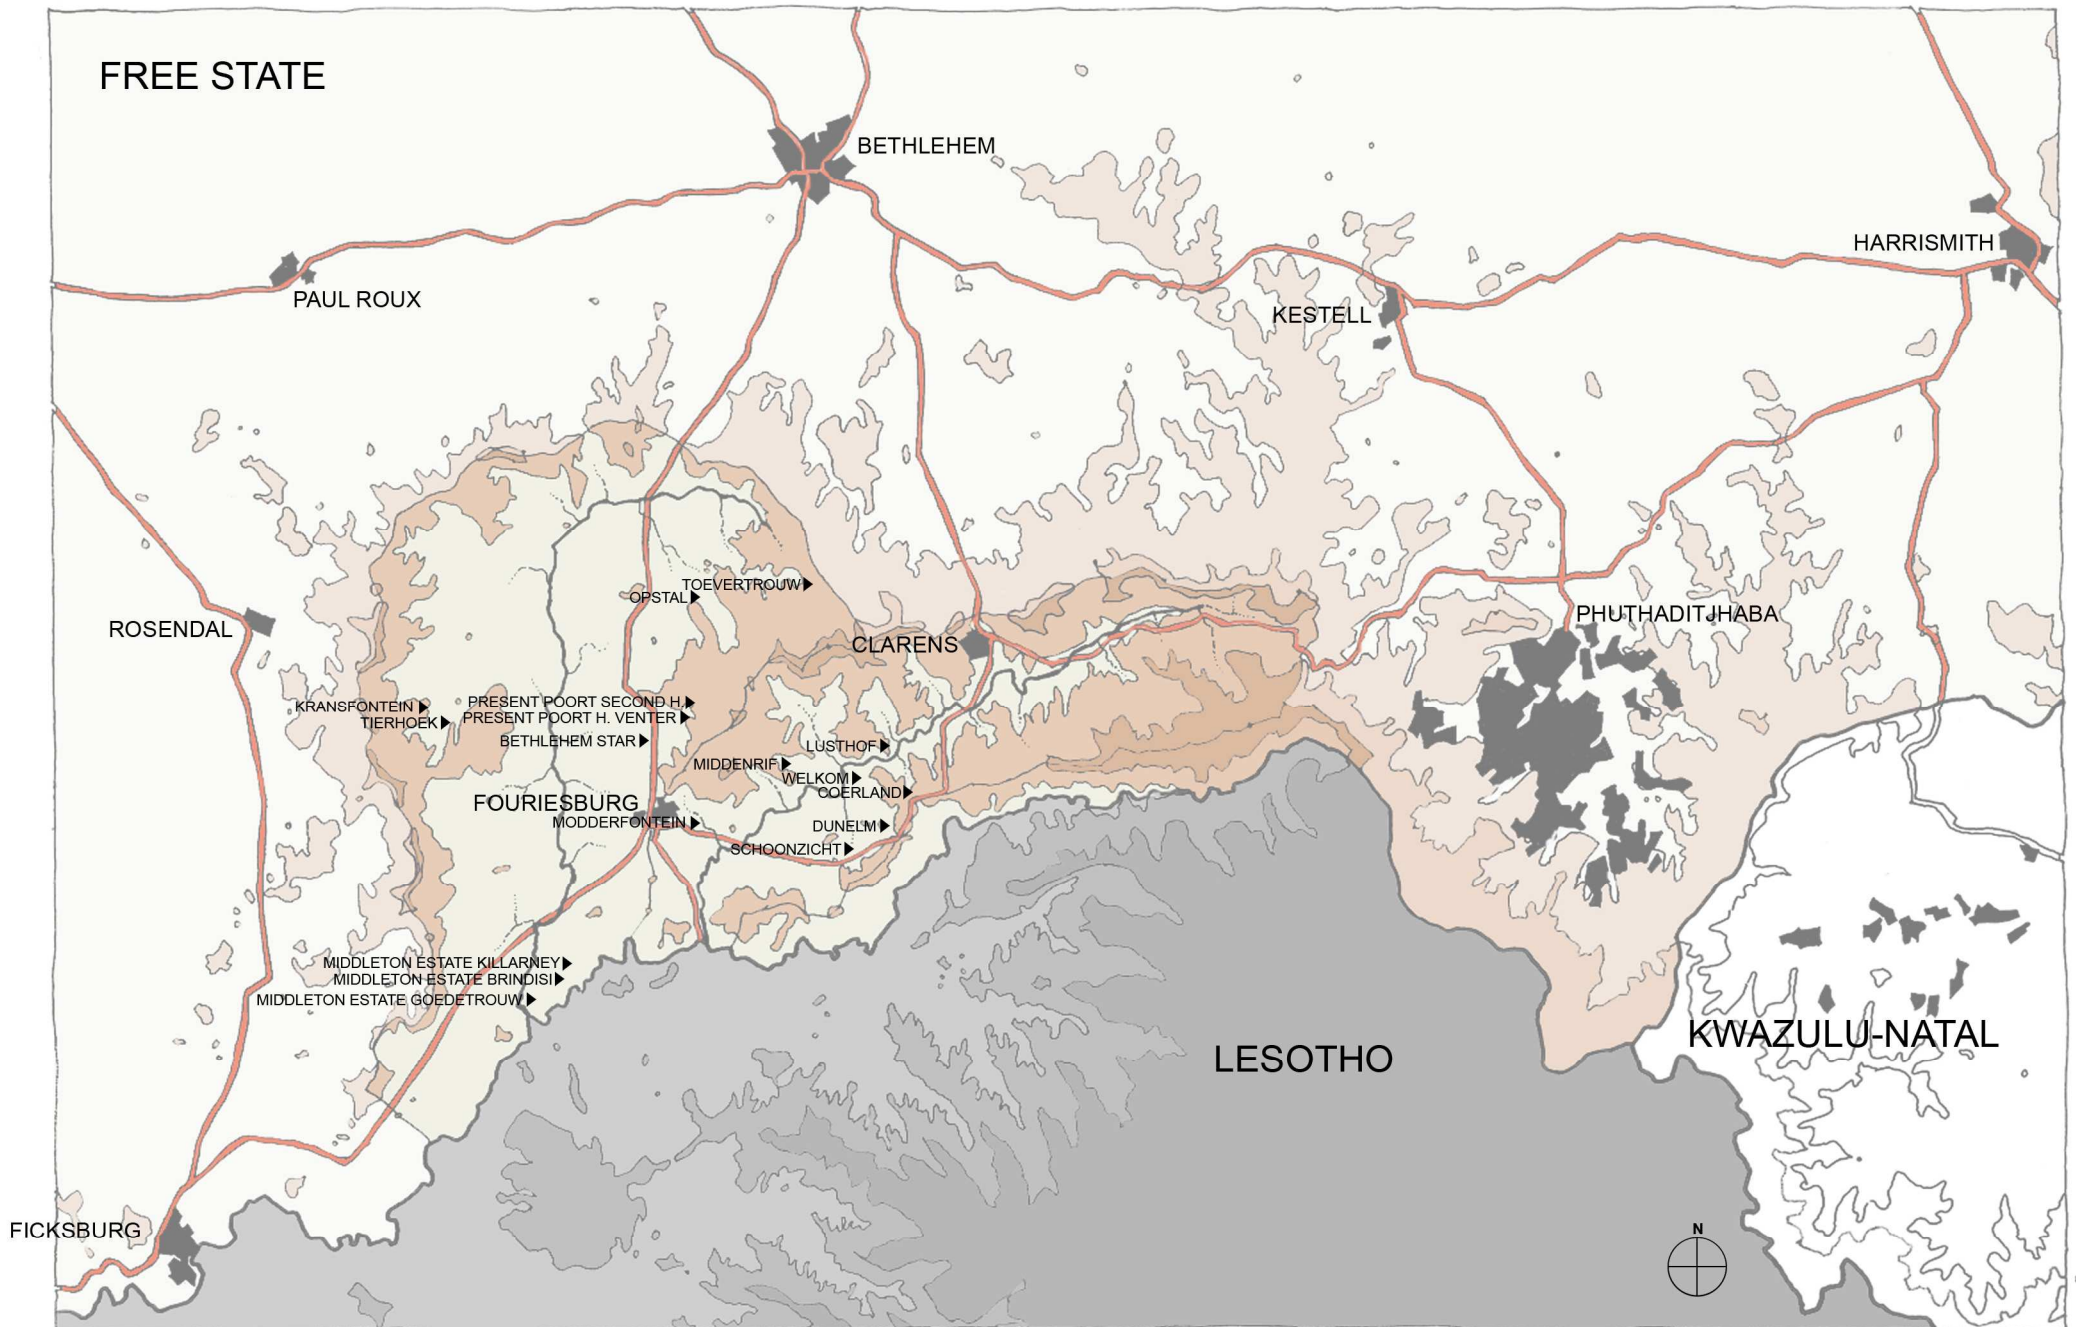 FREE STATE
BETHLEHEM
HARRISMITH
PAUL ROUX
KESTELL
TOEVERTROUW
OPSTAL
PHUTHADITJHABA
ROSENDAL
CLARENS
PRESENT POORT SECOND H.
KRANSFONTEIN
PRESENT POORT H. VENTER
TIERHOEK
BETHLEHEM STAR
LUSTHOF
MIDDENRIF
WELKOM
COERLAND
FOURIESBURG
MODDERFONTEIN
DUNELM
SCHOONZICHT
MIDDLETON ESTATE KILLARNEY
MIDDLETON ESTATE BRINDISI
MIDDLETON ESTATE GOEDETROUW
KWAZULU-NATAL
LESOTHO
N
FICKSBURG